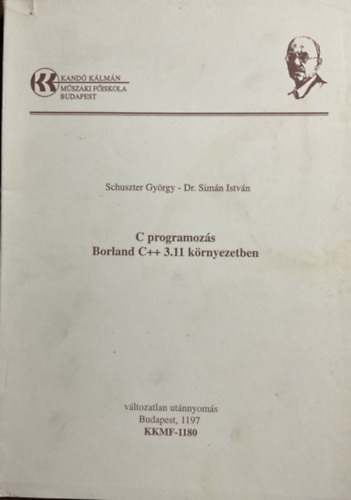 KANDÓ KÁLMÁN
MŰSZAKI FŐISKOLA
BUDAPEST
Schuszter György - Dr. Simán István
C programozás
Borland C++ 3.11 környezetben
változatlan utánnyomás
Budapest, 1197
KKMF-1180